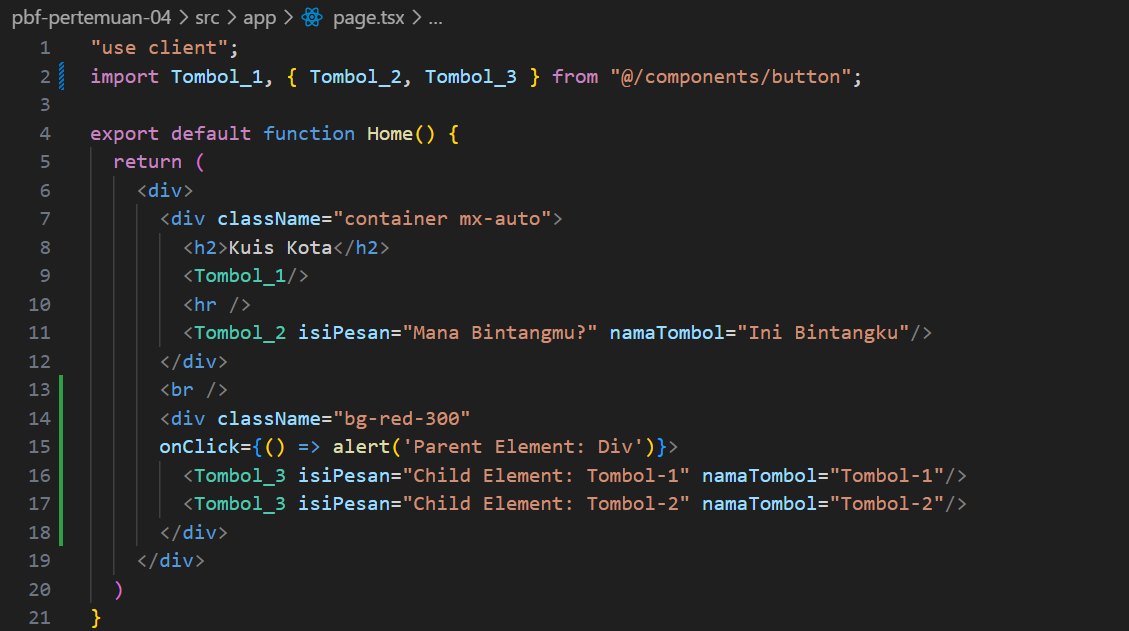 pbf-pertemuan-04 > src > app > page.tsx > ...
1 "use client";
2 import Tombol_1, { Tombol_2, Tombol_3 } from "@/components/button";
3
4 export default function Home() {
5   return (
6     <div>
7       <div className="container mx-auto">
8         <h2>Kuis Kota</h2>
9         <Tombol_1/>
10         <hr />
11         <Tombol_2 isiPesan="Mana Bintangmu?" namaTombol="Ini Bintangku"/>
12       </div>
13       <br />
14       <div className="bg-red-300"
15       onClick={() => alert('Parent Element: Div')}>
16         <Tombol_3 isiPesan="Child Element: Tombol-1" namaTombol="Tombol-1"/>
17         <Tombol_3 isiPesan="Child Element: Tombol-2" namaTombol="Tombol-2"/>
18       </div>
19     </div>
20   )
21 }